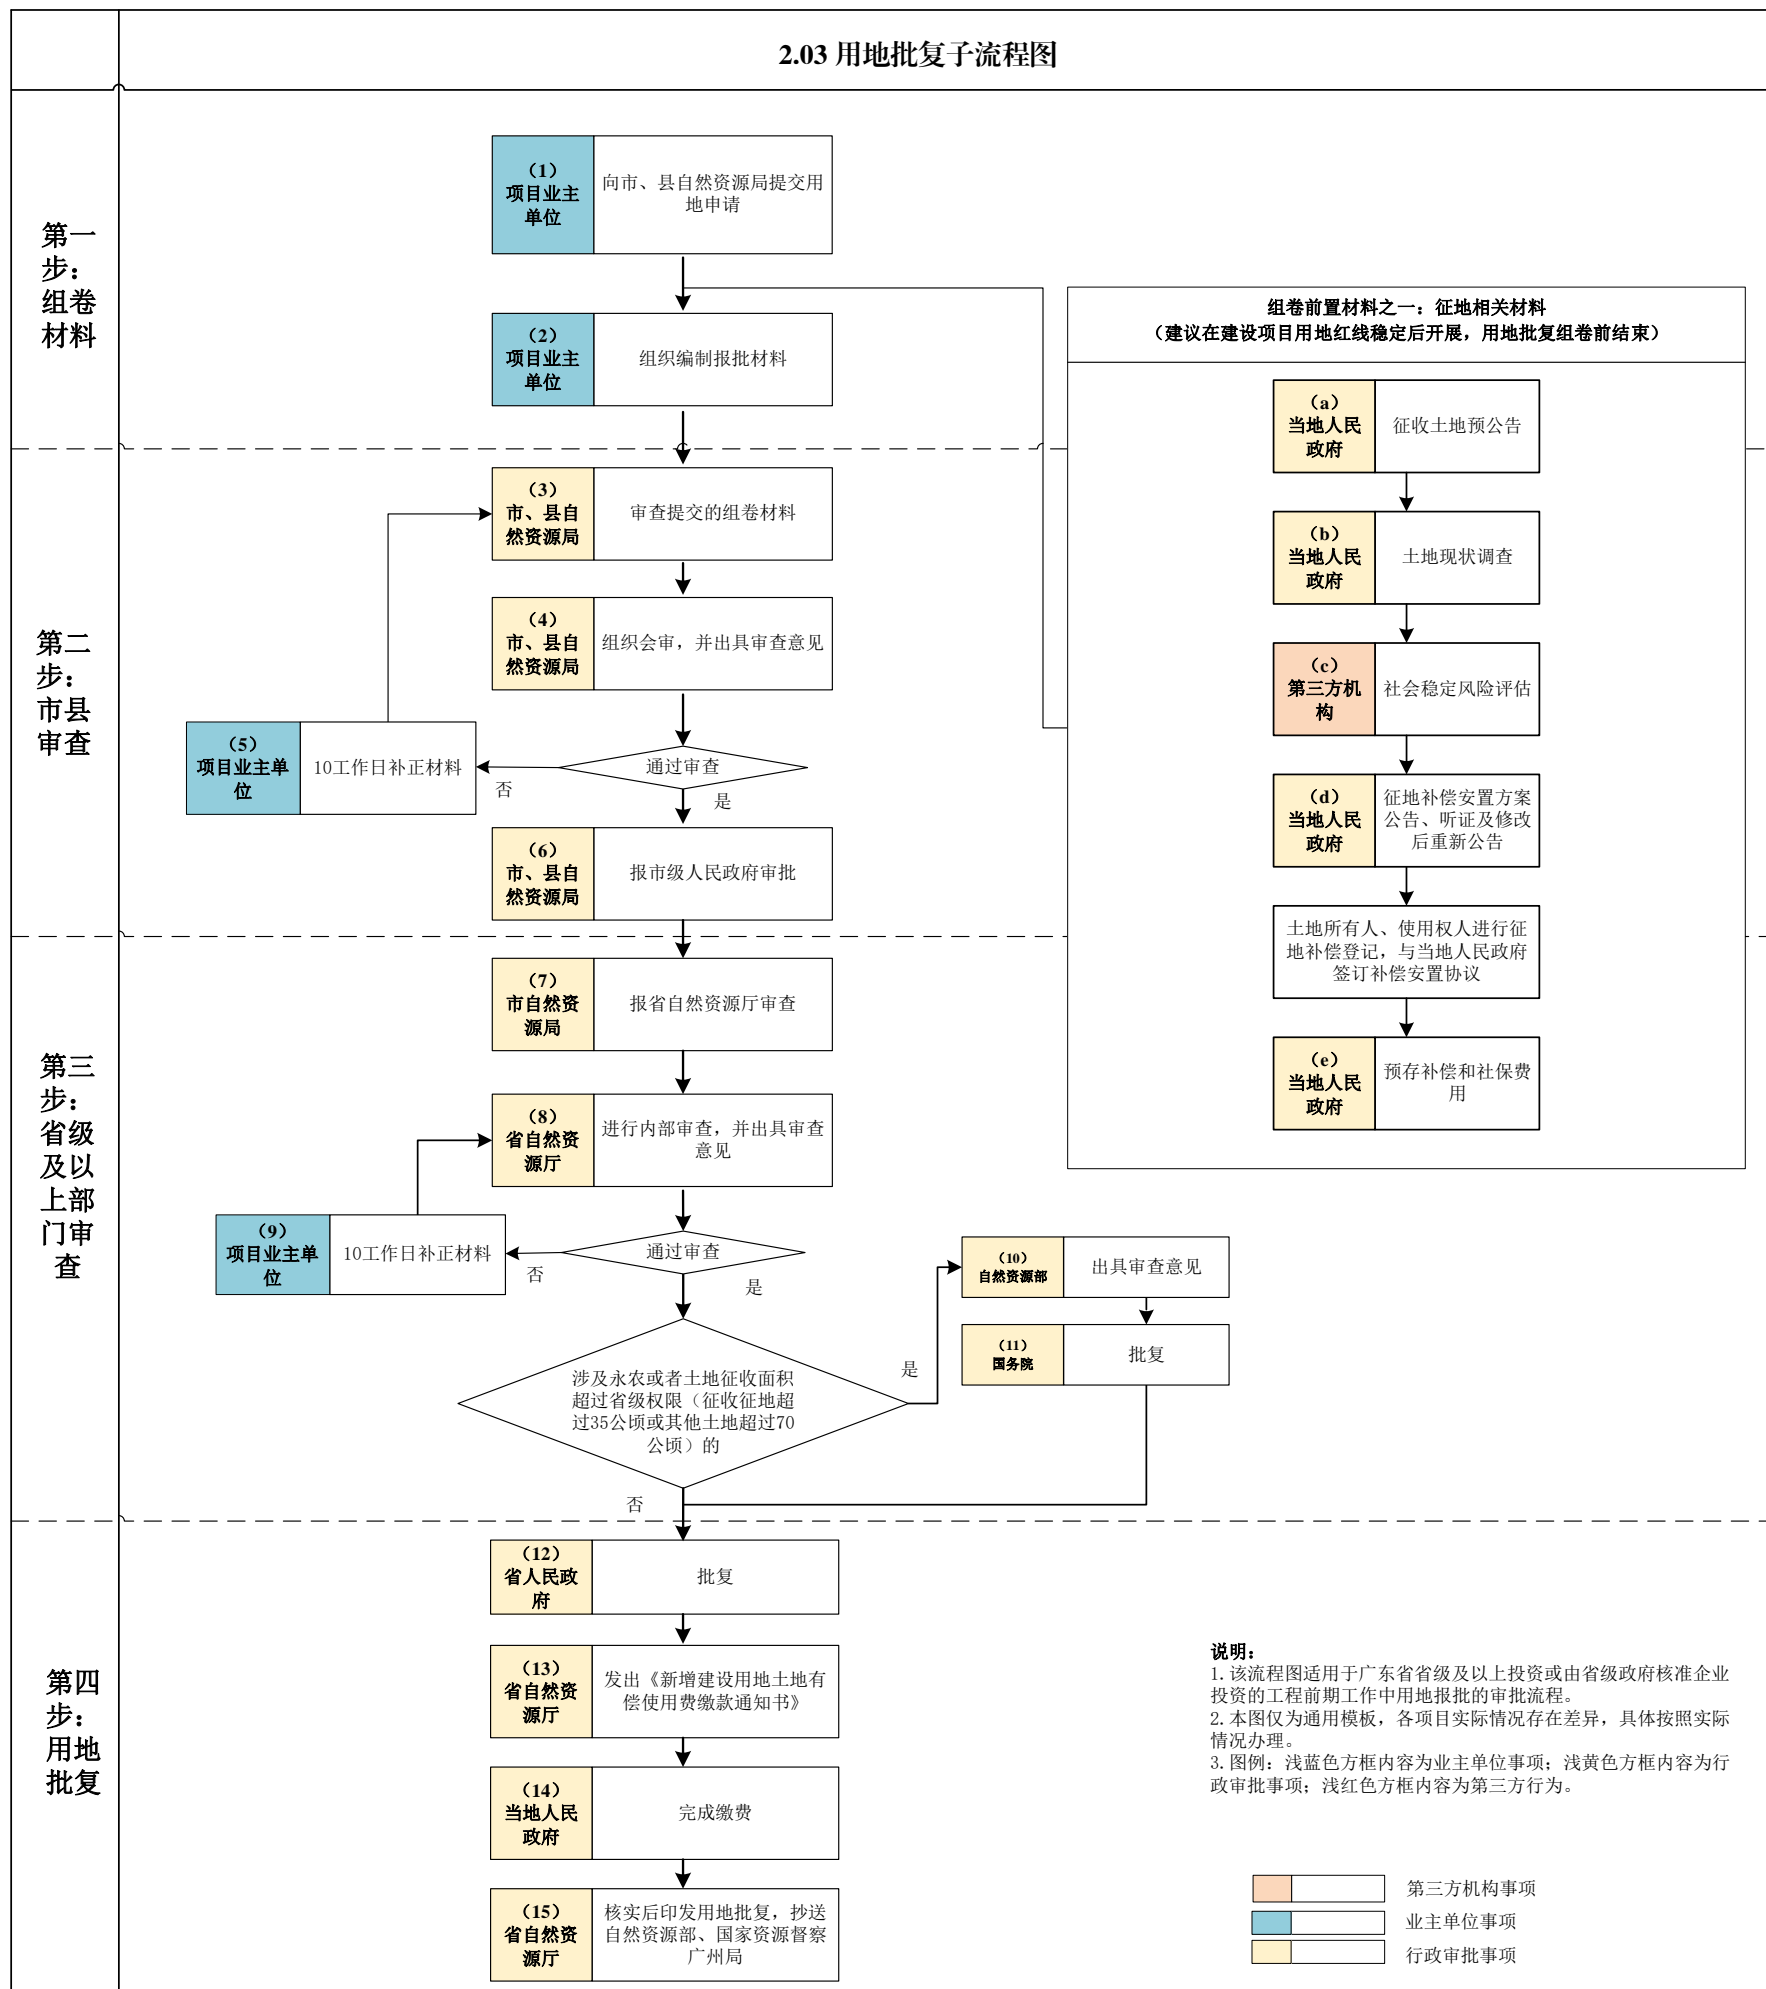 2.03 用地批复子流程图
第一
步：
组卷
材料
（1）
项目业主
单位
向市、县自然资源局提交用
地申请
（2）
项目业主
单位
组织编制报批材料
组卷前置材料之一：征地相关材料
（建议在建设项目用地红线稳定后开展，用地批复组卷前结束）
（a）
当地人民
政府
征收土地预公告
（b）
当地人民
政府
土地现状调查
（c）
第三方机
构
社会稳定风险评估
（d）
当地人民
政府
征地补偿安置方案
公告、听证及修改
后重新公告
土地所有人、使用权人进行征
地补偿登记，与当地人民政府
签订补偿安置协议
（e）
当地人民
政府
预存补偿和社保费
用
第二
步：
市县
审查
（3）
市、县自
然资源局
审查提交的组卷材料
（4）
市、县自
然资源局
组织会审，并出具审查意见
通过审查
否
是
（5）
项目业主单
位
10工作日补正材料
（6）
市、县自
然资源局
报市级人民政府审批
第三
步：
省级
及以
上部
门审
查
（7）
市自然资
源局
报省自然资源厅审查
（8）
省自然资
源厅
进行内部审查，并出具审查
意见
通过审查
否
是
（9）
项目业主单
位
10工作日补正材料
涉及永农或者土地征收面积
超过省级权限（征收征地超
过35公顷或其他土地超过70
公顷）的
是
否
（10）
自然资源部
出具审查意见
（11）
国务院
批复
第四
步：
用地
批复
（12）
省人民政
府
批复
（13）
省自然资
源厅
发出《新增建设用地土地有
偿使用费缴款通知书》
（14）
当地人民
政府
完成缴费
（15）
省自然资
源厅
核实后印发用地批复，抄送
自然资源部、国家资源督察
广州局
说明：
1.该流程图适用于广东省省级及以上投资或由省级政府核准企业
投资的工程前期工作中用地报批的审批流程。
2.本图仅为通用模板，各项目实际情况存在差异，具体按照实际
情况办理。
3.图例：浅蓝色方框内容为业主单位事项；浅黄色方框内容为行
政审批事项；浅红色方框内容为第三方行为。
第三方机构事项
业主单位事项
行政审批事项